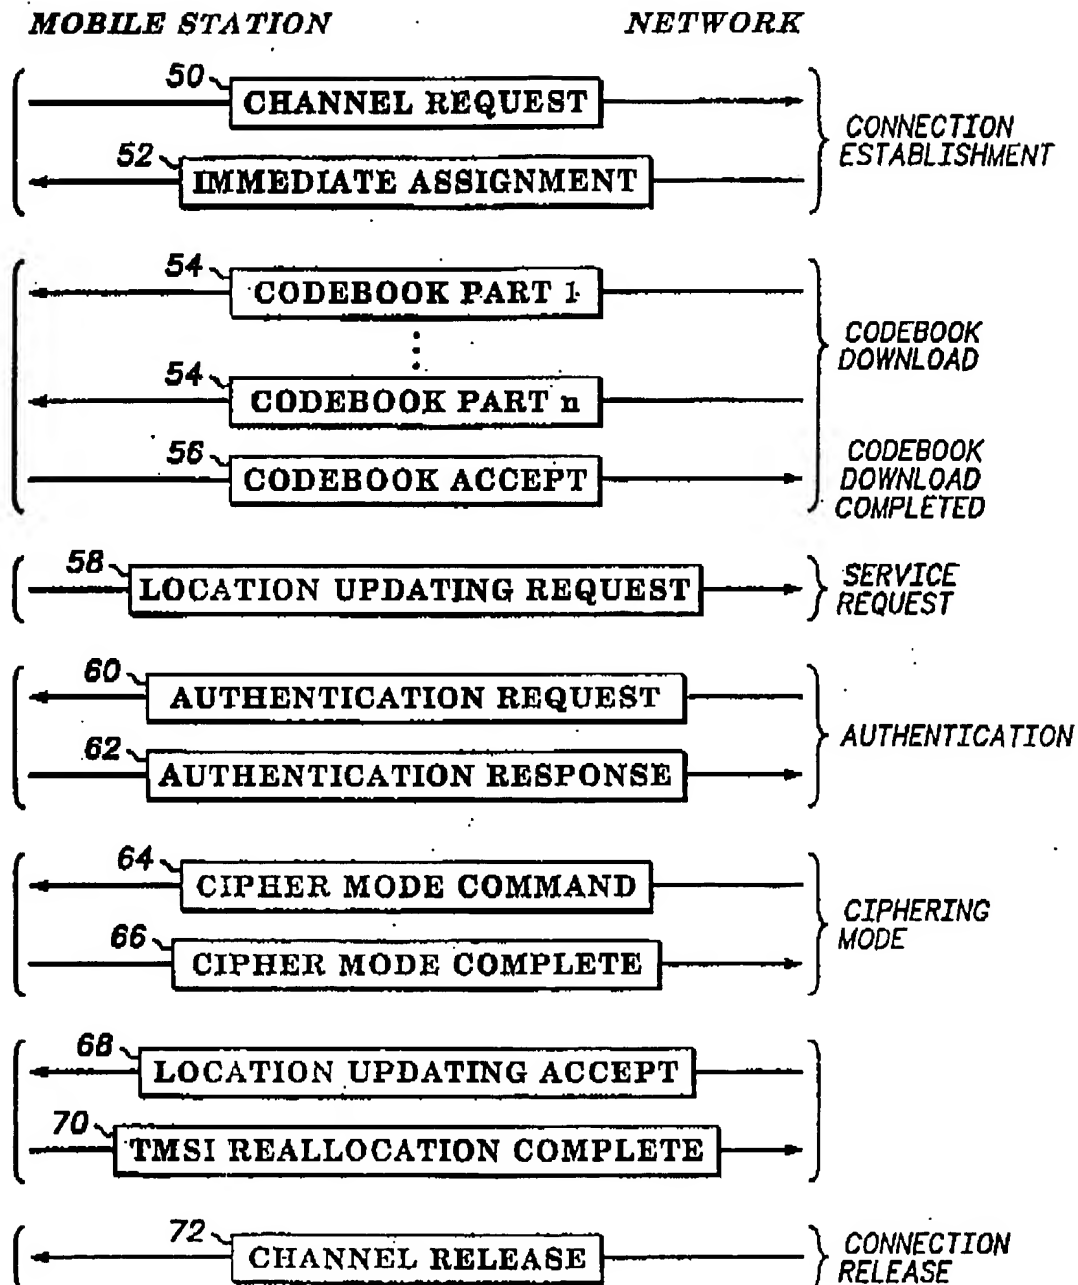 MOBILE STATION NETWORK
50 CHANNEL REQUEST
52 IMMEDIATE ASSIGNMENT
CONNECTION
ESTABLISHMENT
54 CODEBOOK PART 1
54 CODEBOOK PART n
CODEBOOK
DOWNLOAD
56 CODEBOOK ACCEPT
CODEBOOK
DOWNLOAD
COMPLETED
58 LOCATION UPDATING REQUEST
SERVICE
REQUEST
60 AUTHENTICATION REQUEST
62 AUTHENTICATION RESPONSE
AUTHENTICATION
64 CIPHER MODE COMMAND
66 CIPHER MODE COMPLETE
CIPHERING
MODE
68 LOCATION UPDATING ACCEPT
70 TMSI REALLOCATION COMPLETE
72 CHANNEL RELEASE
CONNECTION
RELEASE